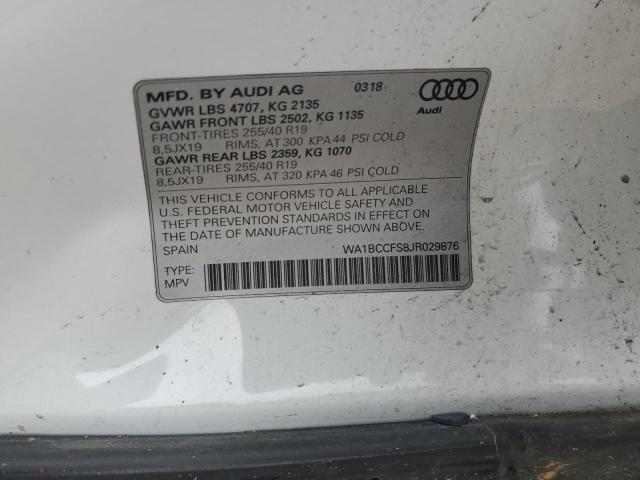 MFD. BY AUDI AG 0318
GVWR LBS 4707, KG 2135
GAWR FRONT LBS 2502, KG 1135
FRONT-TIRES 255/40 R19
8,5JX19 RIMS, AT 300 KPA 44 PSI COLD
GAWR REAR LBS 2359, KG 1070
REAR-TIRES 255/40 R19
8,5JX19 RIMS, AT 320 KPA 46 PSI COLD
Audi
THIS VEHICLE CONFORMS TO ALL APPLICABLE
U.S. FEDERAL MOTOR VEHICLE SAFETY AND
THEFT PREVENTION STANDARDS IN EFFECT ON
THE DATE OF MANUFACTURE SHOWN ABOVE.
SPAIN WA1BCCFS8JR029876
TYPE:
MPV